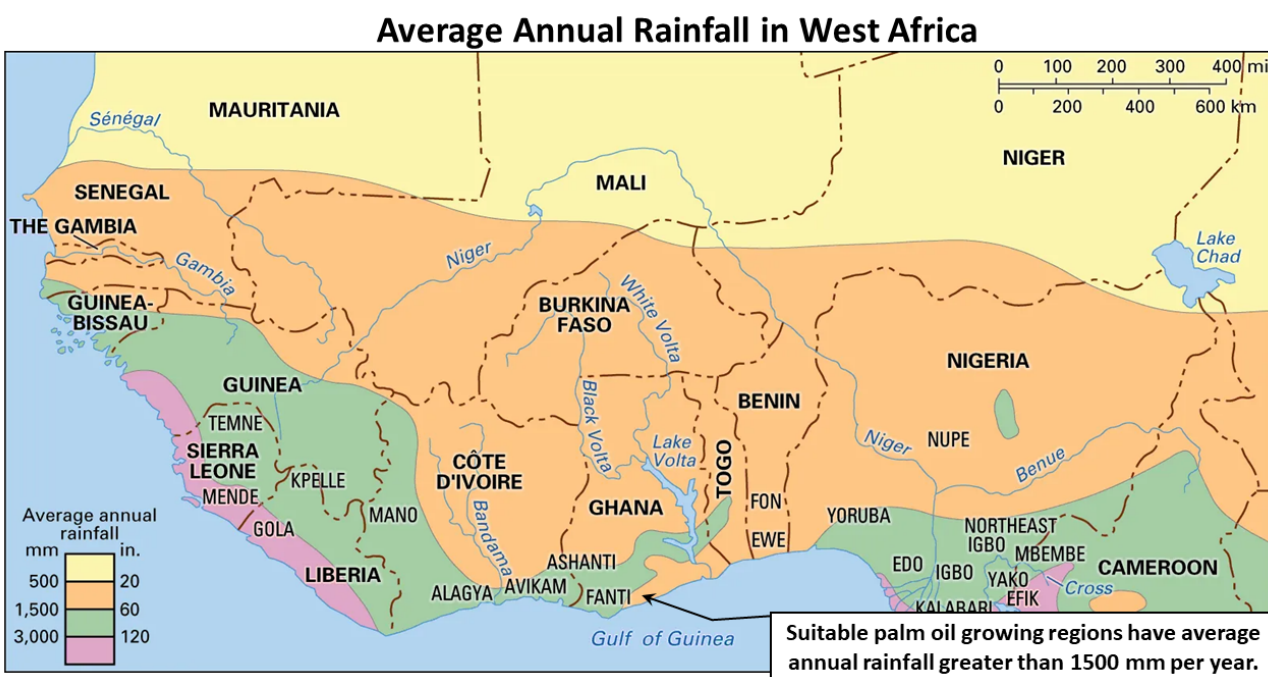 Average Annual Rainfall in West Africa
0 100 200 300 400 mi
0 200 400 600 km
MAURITANIA
Sénégal
NIGER
MALI
SENEGAL
THE GAMBIA
Lake
Chad
Niger
Gambia
GUINEA-
BISSAU
BURKINA
FASO
White Volta
NIGERIA
GUINEA
BENIN
Black Volta
TEMNE
NUPE
Niger
SIERRA
LEONE
Lake
Volta
CÔTE
D'IVOIRE
TOGO
Benue
KPELLE
MENDE
GHANA
FON
MANO
Bandama
YORUBA
GOLA
NORTHEAST
IGBO
EWE
MBEMBE
ASHANTI
EDO
IGBO
CAMEROON
LIBERIA
YAKO
Cross
ALAGYA
AVIKAM
FANTI
EFIK
KALABARI
Gulf of Guinea
Average annual
rainfall
mm in.
500 20
1,500 60
3,000 120
Suitable palm oil growing regions have average
annual rainfall greater than 1500 mm per year.